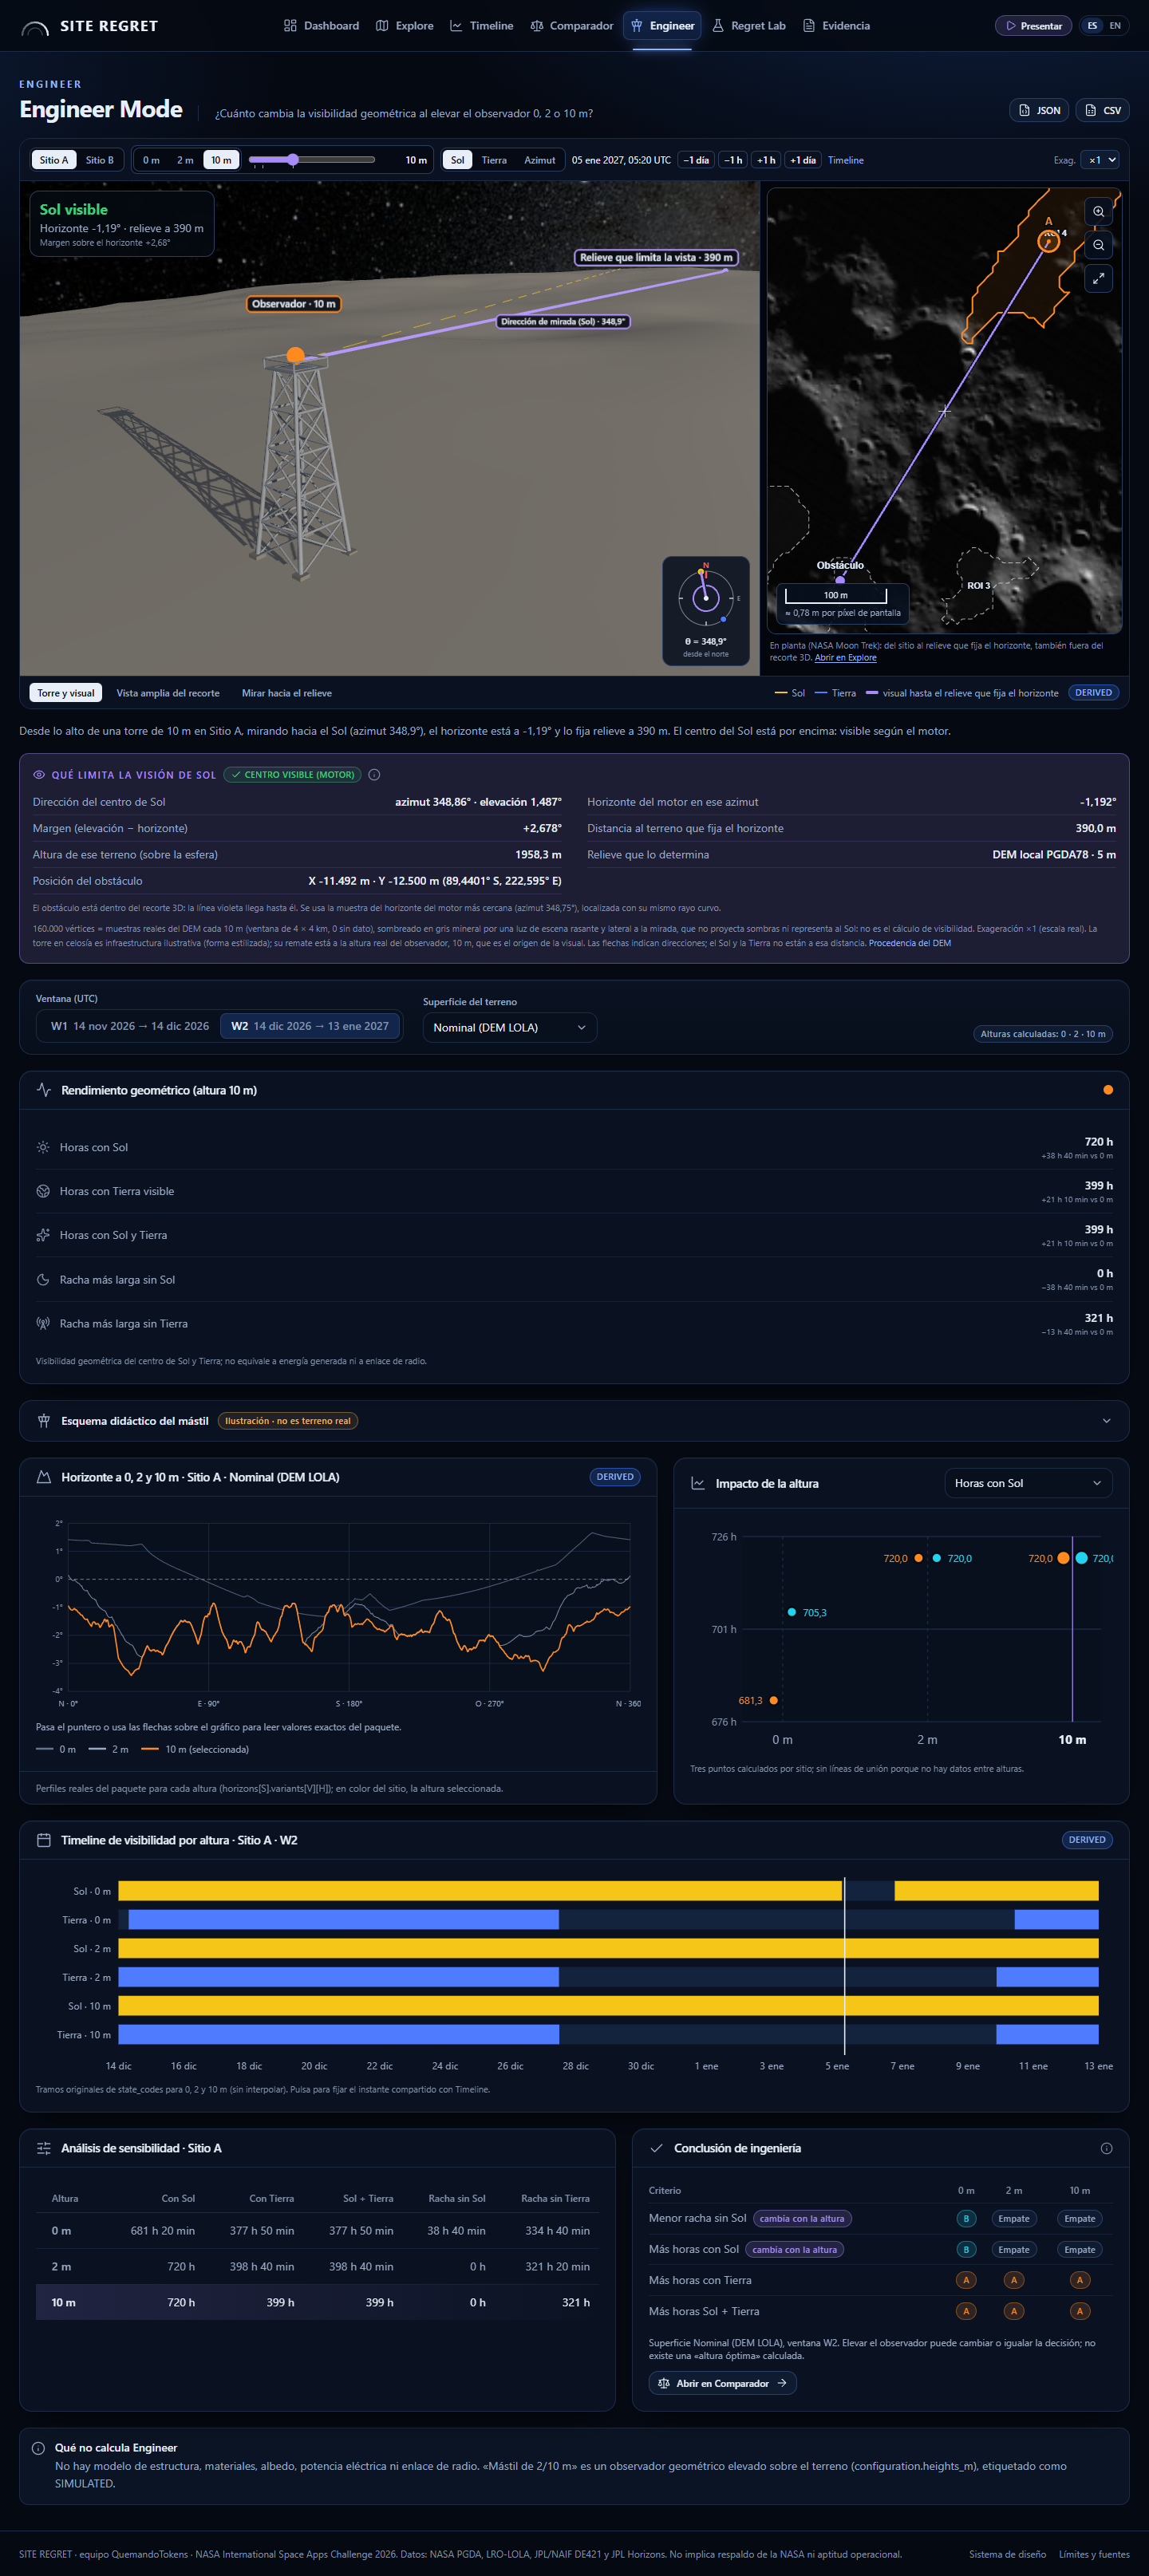 SITE REGRET
Dashboard
Explore
Timeline
Comparador
Engineer
Regret Lab
Evidencia
Presentar
ES
EN
ENGINEER
Engineer Mode
¿Cuánto cambia la visibilidad geométrica al elevar el observador 0, 2 o 10 m?
JSON
CSV
Sitio A
Sitio B
0 m
2 m
10 m
10 m
Sol
Tierra
Azimut
05 ene 2027, 05:20 UTC
−1 día
−1 h
+1 h
+1 día
Timeline
Exag.
×1
Sol visible
Horizonte -1,19° · relieve a 390 m
Margen sobre el horizonte +2,68°
Relieve que limita la vista · 390 m
Observador · 10 m
Dirección de mirada (Sol) · 348,9°
N
E
θ = 348,9°
desde el norte
A
Obstáculo
ROI 3
100 m
≈ 0,78 m por píxel de pantalla
En planta (NASA Moon Trek): del sitio al relieve que fija el horizonte, también fuera del
recorte 3D. Abrir en Explore
Torre y visual
Vista amplia del recorte
Mirar hacia el relieve
Sol
Tierra
visual hasta el relieve que fija el horizonte
DERIVED
Desde lo alto de una torre de 10 m en Sitio A, mirando hacia el Sol (azimut 348,9°), el horizonte está a -1,19° y lo fija relieve a 390 m. El centro del Sol está por encima: visible según el motor.
QUÉ LIMITA LA VISIÓN DE SOL
CENTRO VISIBLE (MOTOR)
Dirección del centro de Sol
azimut 348,86° · elevación 1,487°
Horizonte del motor en ese azimut
-1,192°
Margen (elevación − horizonte)
+2,678°
Distancia al terreno que fija el horizonte
390,0 m
Altura de ese terreno (sobre la esfera)
1958,3 m
Relieve que lo determina
DEM local PGDA78 · 5 m
Posición del obstáculo
X -11.492 m · Y -12.500 m (89,4401° S, 222,595° E)
El obstáculo está dentro del recorte 3D: la línea violeta llega hasta él. Se usa la muestra del horizonte del motor más cercana (azimut 348,75°), localizada con su mismo rayo curvo.
160.000 vértices = muestras reales del DEM cada 10 m (ventana de 4 × 4 km, 0 sin dato), sombreado en gris mineral por una luz de escena rasante y lateral a la mirada, que no proyecta sombras ni representa al Sol: no es el cálculo de visibilidad. Exageración ×1 (escala real). La
torre en celosía es infraestructura ilustrativa (forma estilizada); su remate está a la altura real del observador, 10 m, que es el origen de la visual. Las flechas indican direcciones; el Sol y la Tierra no están a esa distancia. Procedencia del DEM
Ventana (UTC)
W1 14 nov 2026 → 14 dic 2026
W2 14 dic 2026 → 13 ene 2027
Superficie del terreno
Nominal (DEM LOLA)
Alturas calculadas: 0 · 2 · 10 m
Rendimiento geométrico (altura 10 m)
Horas con Sol
720 h
+38 h 40 min vs 0 m
Horas con Tierra visible
399 h
+21 h 10 min vs 0 m
Horas con Sol y Tierra
399 h
+21 h 10 min vs 0 m
Racha más larga sin Sol
0 h
−38 h 40 min vs 0 m
Racha más larga sin Tierra
321 h
−13 h 40 min vs 0 m
Visibilidad geométrica del centro de Sol y Tierra; no equivale a energía generada ni a enlace de radio.
Esquema didáctico del mástil
Ilustración · no es terreno real
Horizonte a 0, 2 y 10 m · Sitio A · Nominal (DEM LOLA)
DERIVED
2°
1°
0°
-1°
-2°
-3°
-4°
N · 0°
E · 90°
S · 180°
O · 270°
N · 360
Pasa el puntero o usa las flechas sobre el gráfico para leer valores exactos del paquete.
0 m
2 m
10 m (seleccionada)
Perfiles reales del paquete para cada altura (horizons[S].variants[V][H]); en color del sitio, la altura seleccionada.
Impacto de la altura
Horas con Sol
726 h
701 h
676 h
720,0
720,0
720,0
720,(
705,3
681,3
0 m
2 m
10 m
Tres puntos calculados por sitio; sin líneas de unión porque no hay datos entre alturas.
Timeline de visibilidad por altura · Sitio A · W2
DERIVED
Sol · 0 m
Tierra · 0 m
Sol · 2 m
Tierra · 2 m
Sol · 10 m
Tierra · 10 m
14 dic
16 dic
18 dic
20 dic
22 dic
24 dic
26 dic
28 dic
30 dic
1 ene
3 ene
5 ene
7 ene
9 ene
11 ene
13 ene
Tramos originales de state_codes para 0, 2 y 10 m (sin interpolar). Pulsa para fijar el instante compartido con Timeline.
Análisis de sensibilidad · Sitio A
Altura Con Sol Con Tierra Sol + Tierra Racha sin Sol Racha sin Tierra
0 m 681 h 20 min 377 h 50 min 377 h 50 min 38 h 40 min 334 h 40 min
2 m 720 h 398 h 40 min 398 h 40 min 0 h 321 h 20 min
10 m 720 h 399 h 399 h 0 h 321 h
Conclusión de ingeniería
Criterio 0 m 2 m 10 m
Menor racha sin Sol cambia con la altura B Empate Empate
Más horas con Sol cambia con la altura B Empate Empate
Más horas con Tierra A A A
Más horas Sol + Tierra A A A
Superficie Nominal (DEM LOLA), ventana W2. Elevar el observador puede cambiar o igualar la decisión; no
existe una «altura óptima» calculada.
Abrir en Comparador
Qué no calcula Engineer
No hay modelo de estructura, materiales, albedo, potencia eléctrica ni enlace de radio. «Mástil de 2/10 m» es un observador geométrico elevado sobre el terreno (configuration.heights_m), etiquetado como
SIMULATED.
SITE REGRET · equipo QuemandoTokens · NASA International Space Apps Challenge 2026. Datos: NASA PGDA, LRO-LOLA, JPL/NAIF DE421 y JPL Horizons. No implica respaldo de la NASA ni aptitud operacional.
Sistema de diseño
Límites y fuentes